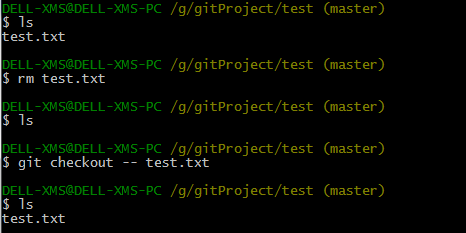 DELL-XMS@DELL-XMS-PC /g/gitProject/test (master)
$ ls
test.txt
DELL-XMS@DELL-XMS-PC /g/gitProject/test (master)
$ rm test.txt
DELL-XMS@DELL-XMS-PC /g/gitProject/test (master)
$ ls
DELL-XMS@DELL-XMS-PC /g/gitProject/test (master)
$ git checkout -- test.txt
DELL-XMS@DELL-XMS-PC /g/gitProject/test (master)
$ ls
test.txt